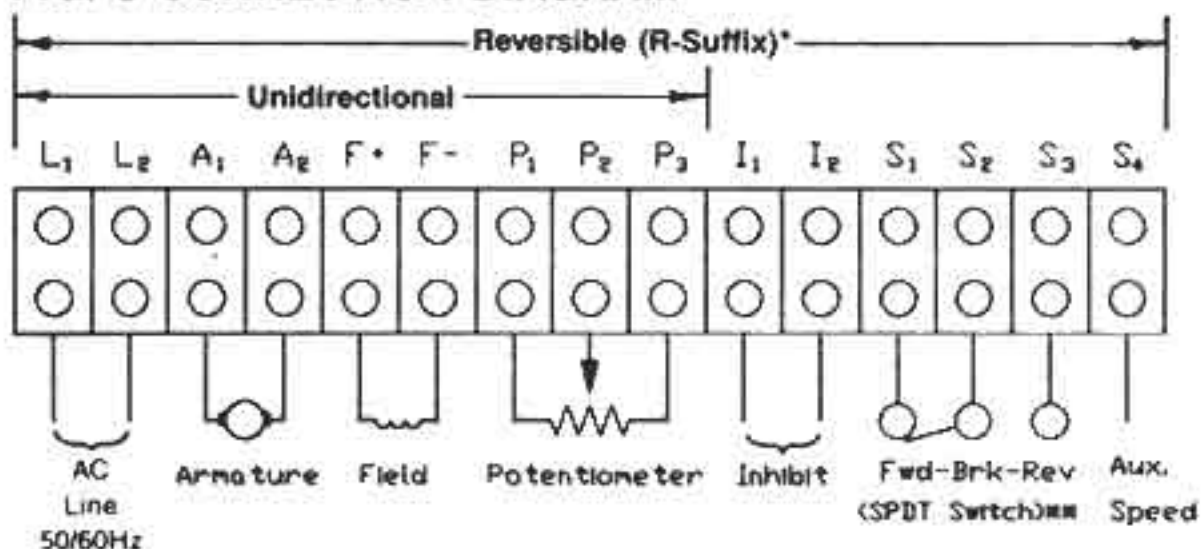 Reversible (R-Suffix)*
Unidirectional
L₁ L₂ A₁ A₂ F+ F- P₁ P₂ P₃ I₁ I₂ S₁ S₂ S₃ S₄
AC
Line
50/60Hz
Armature
Field
Potentiometer
Inhibit
Fwd-Brk-Rev
(SPDT Switch)**
Aux.
Speed